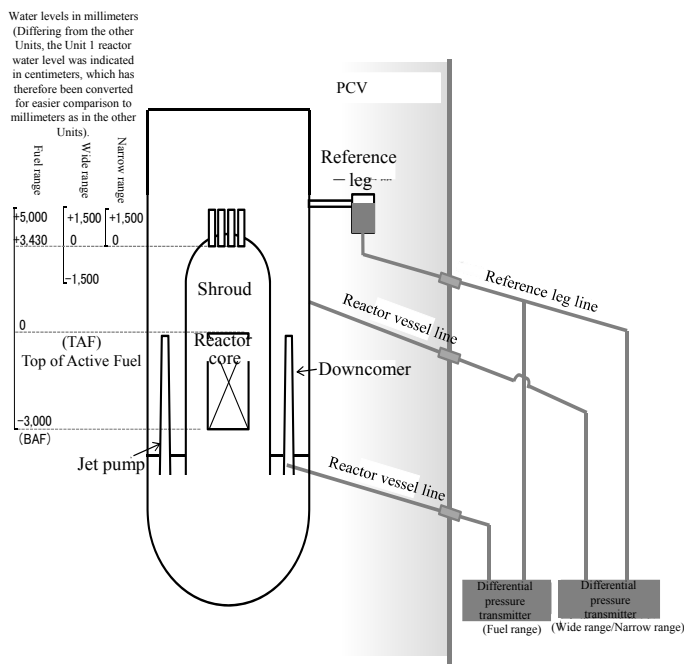 Water levels in millimeters
(Differing from the other
Units, the Unit 1 reactor
water level was indicated
in centimeters, which has
therefore been converted
for easier comparison to
millimeters as in the other
Units).
Fuel range
Wide range
Narrow range
+5,000
+1,500
+1,500
+3,430
0
0
−1,500
0
(TAF)
Top of Active Fuel
−3,000
(BAF)
Jet pump
Shroud
Reactor
core
Downcomer
PCV
Reference
leg
Reference leg line
Reactor vessel line
Reactor vessel line
Differential
pressure
transmitter
(Fuel range)
Differential
pressure
transmitter
(Wide range/Narrow range)